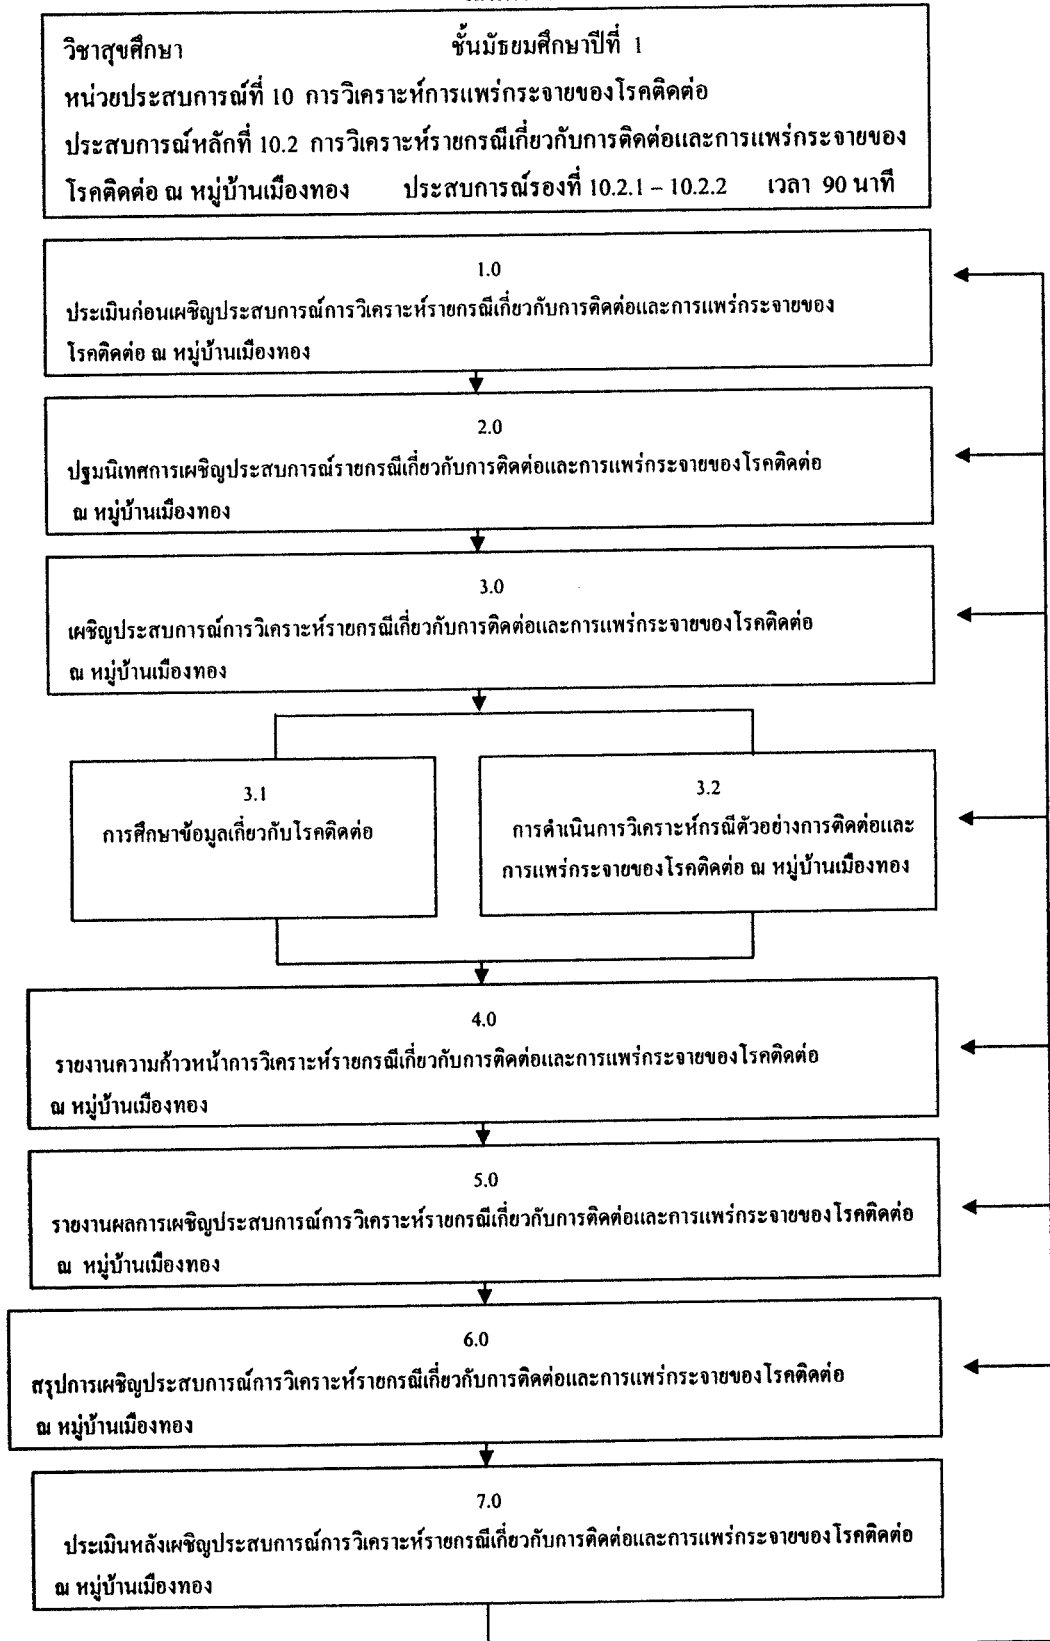 วิชาสุขศึกษา ชั้นมัธยมศึกษาปีที่ 1
หน่วยประสบการณ์ที่ 10 การวิเคราะห์การแพร่กระจายของโรคติดต่อ
ประสบการณ์หลักที่ 10.2 การวิเคราะห์รายกรณีเกี่ยวกับการติดต่อและการแพร่กระจายของ
โรคติดต่อ ณ หมู่บ้านเมืองทอง ประสบการณ์รองที่ 10.2.1 – 10.2.2 เวลา 90 นาที
1.0
ประเมินก่อนเผชิญประสบการณ์การวิเคราะห์รายกรณีเกี่ยวกับการติดต่อและการแพร่กระจายของ
โรคติดต่อ ณ หมู่บ้านเมืองทอง
2.0
ปฐมนิเทศการเผชิญประสบการณ์รายกรณีเกี่ยวกับการติดต่อและการแพร่กระจายของโรคติดต่อ
ณ หมู่บ้านเมืองทอง
3.0
เผชิญประสบการณ์การวิเคราะห์รายกรณีเกี่ยวกับการติดต่อและการแพร่กระจายของโรคติดต่อ
ณ หมู่บ้านเมืองทอง
3.1
การศึกษาข้อมูลเกี่ยวกับโรคติดต่อ
3.2
การดำเนินการวิเคราะห์กรณีตัวอย่างการติดต่อและ
การแพร่กระจายของโรคติดต่อ ณ หมู่บ้านเมืองทอง
4.0
รายงานความก้าวหน้าการวิเคราะห์รายกรณีเกี่ยวกับการติดต่อและการแพร่กระจายของโรคติดต่อ
ณ หมู่บ้านเมืองทอง
5.0
รายงานผลการเผชิญประสบการณ์การวิเคราะห์รายกรณีเกี่ยวกับการติดต่อและการแพร่กระจายของโรคติดต่อ
ณ หมู่บ้านเมืองทอง
6.0
สรุปการเผชิญประสบการณ์การวิเคราะห์รายกรณีเกี่ยวกับการติดต่อและการแพร่กระจายของโรคติดต่อ
ณ หมู่บ้านเมืองทอง
7.0
ประเมินหลังเผชิญประสบการณ์การวิเคราะห์รายกรณีเกี่ยวกับการติดต่อและการแพร่กระจายของโรคติดต่อ
ณ หมู่บ้านเมืองทอง